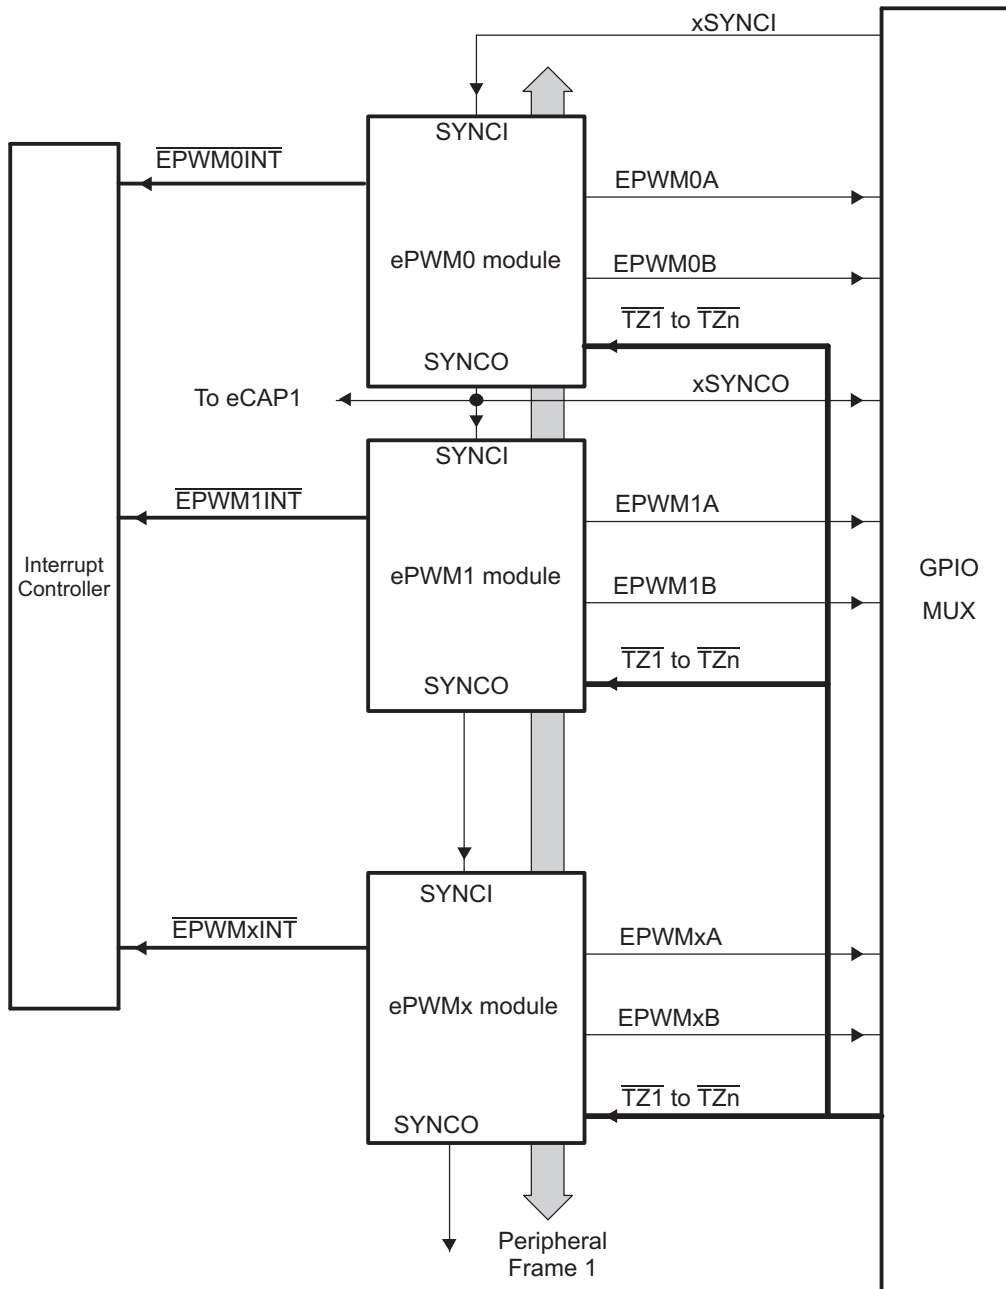 xSYNCI
SYNCI
EPWM0INT
EPWM0A
ePWM0 module
EPWM0B
TZ1 to TZn
SYNCO
To eCAP1
xSYNCO
SYNCI
EPWM1INT
EPWM1A
Interrupt
Controller
ePWM1 module
GPIO
MUX
EPWM1B
TZ1 to TZn
SYNCO
SYNCI
EPWMxINT
EPWMxA
ePWMx module
EPWMxB
TZ1 to TZn
SYNCO
Peripheral
Frame 1